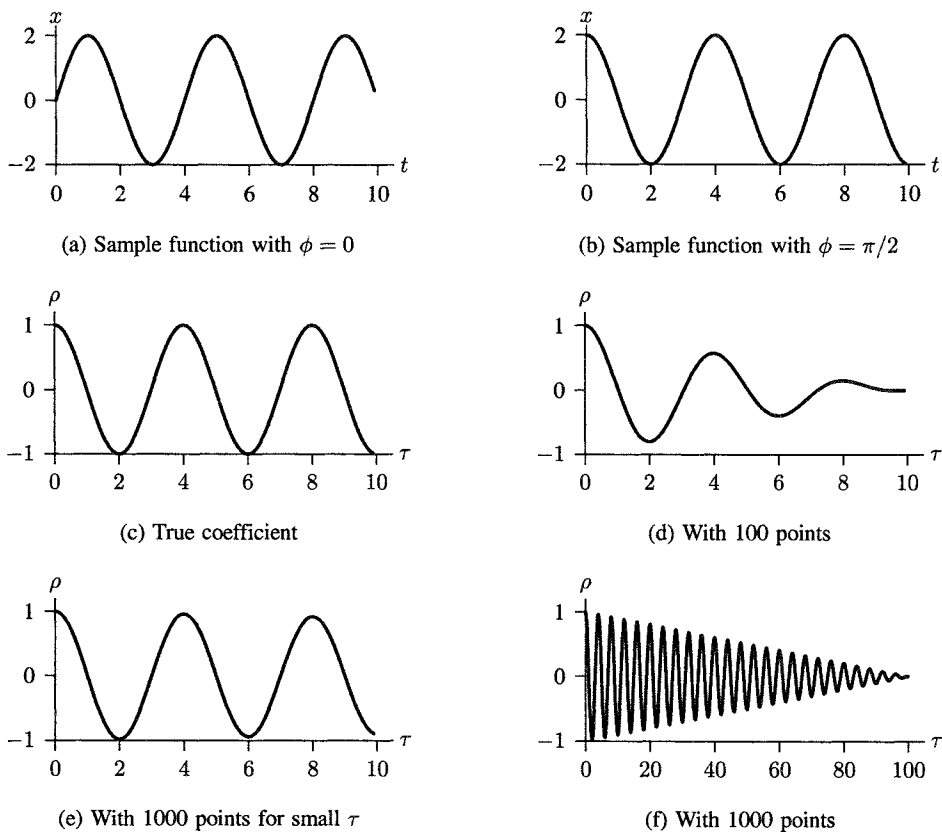 x x
2 2
0 0
−2 t −2 t
0 2 4 6 8 10 0 2 4 6 8 10
(a) Sample function with ϕ = 0 (b) Sample function with ϕ = π/2
ρ ρ
1 1
0 0
−1 τ −1 τ
0 2 4 6 8 10 0 2 4 6 8 10
(c) True coefficient (d) With 100 points
ρ ρ
1 1
0 0
−1 τ −1 τ
0 2 4 6 8 10 0 20 40 60 80 100
(e) With 1000 points for small τ (f) With 1000 points